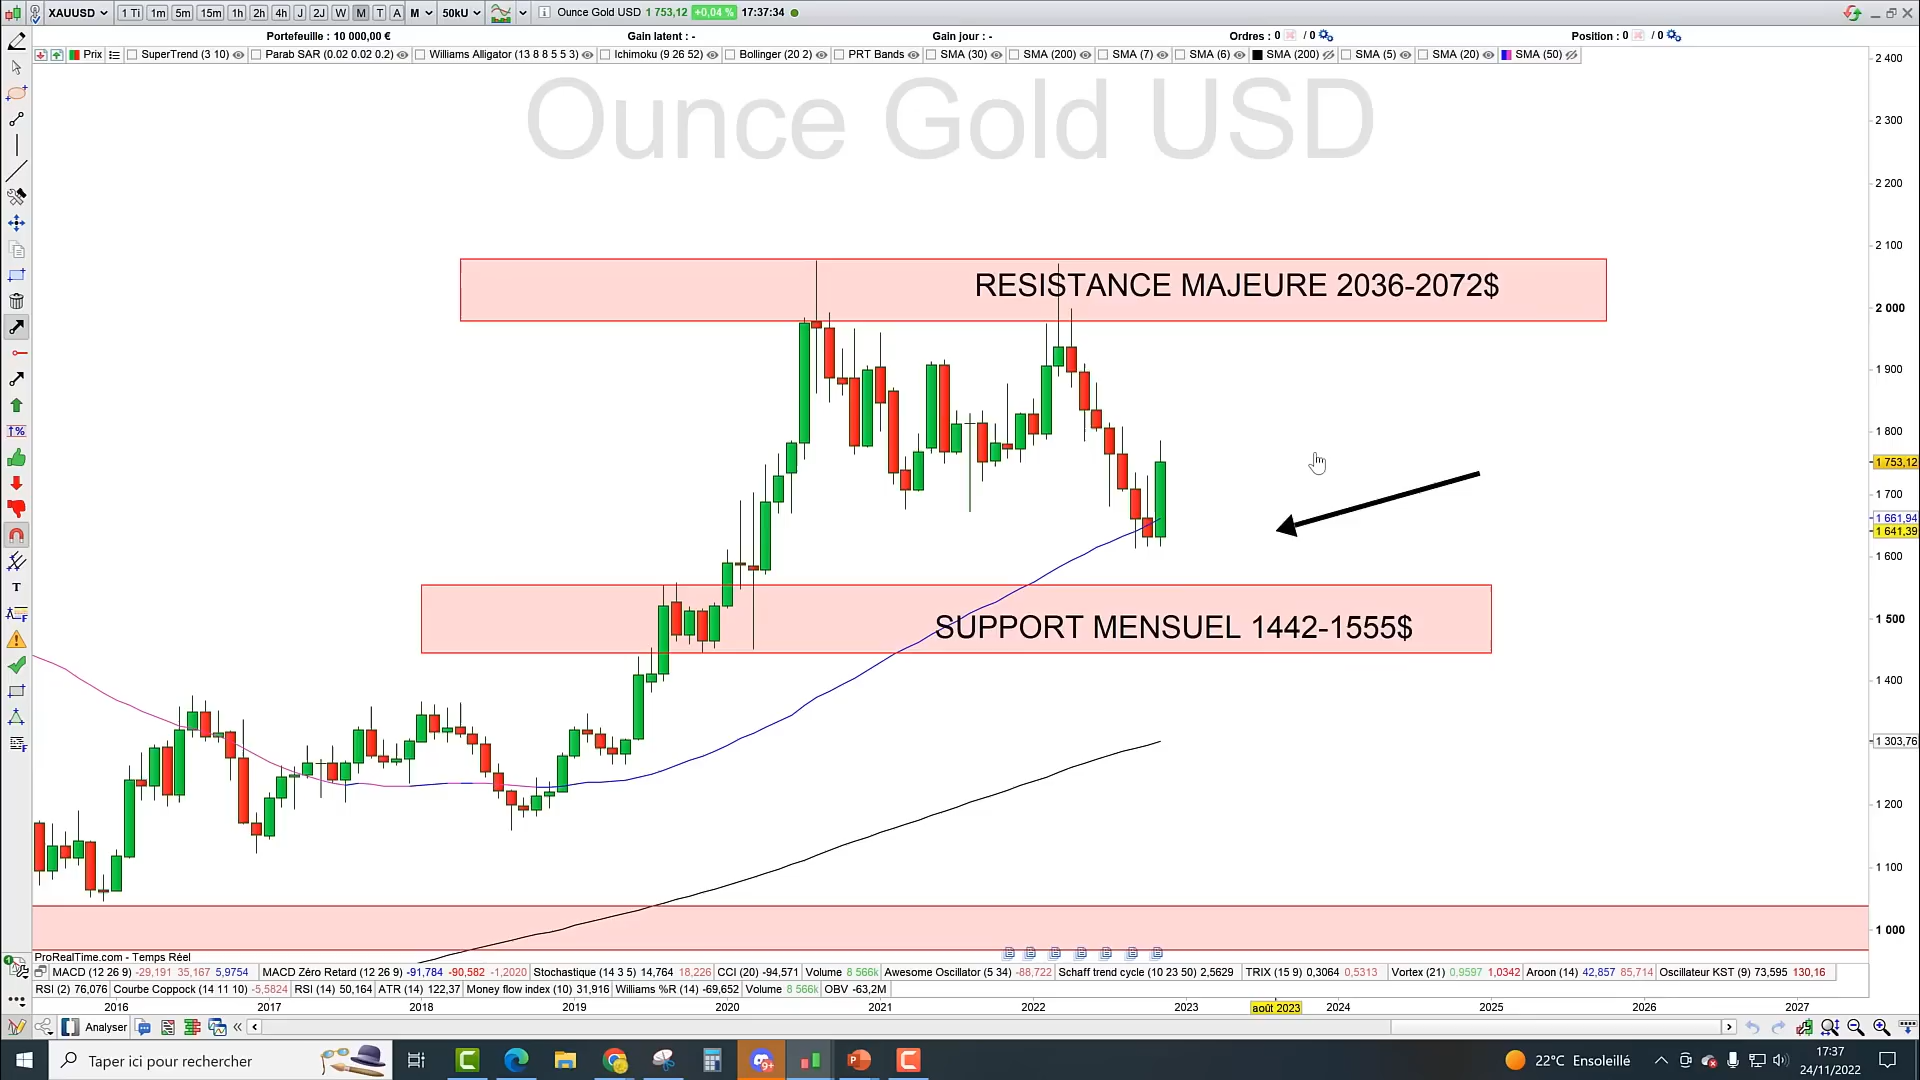 XAUUSD 1 Ti 1m 5m 15m 1h 2h 4h J 2J W M T A M 50kU Ounce Gold USD 1 753,12 +0,04 % 17:37:34
Portefeuille : 10 000,00 € Gain latent : - Gain jour : - Ordres : 0 / 0 Position : 0 / 0
Prix SuperTrend (3 10) Parab SAR (0.02 0.02 0.2) Williams Alligator (13 8 8 5 5 3) Ichimoku (9 26 52) Bollinger (20 2) PRT Bands SMA (30) SMA (200) SMA (7) SMA (6) SMA (200) SMA (5) SMA (20) SMA (50)
Ounce Gold USD
2 400
2 300
2 200
2 100
RESISTANCE MAJEURE 2036-2072$
2 000
1 900
1 800
1 753,12
1 700
1 661,94
1 641,39
1 600
SUPPORT MENSUEL 1442-1555$
1 500
1 400
1 303,76
1 200
1 100
1 000
ProRealTime.com - Temps Réel
MACD (12 26 9) -29,191 35,167 5,9754 MACD Zéro Retard (12 26 9) -91,784 -90,582 -1,2020 Stochastique (14 3 5) 14,764 18,226 CCI (20) -94,571 Volume 8 566k Awesome Oscillator (5 34) -88,722 Schaff trend cycle (10 23 50) 2,5629 TRIX (15 9) 0,3064 0,5313 Vortex (21) 0,9597 1,0342 Aroon (14) 42,857 85,714 Oscillateur KST (9) 73,595 130,16
RSI (2) 76,076 Courbe Coppock (14 11 10) -5,5824 RSI (14) 50,164 ATR (14) 122,37 Money flow index (10) 31,916 Williams %R (14) -69,652 Volume 8 566k OBV -63,2M
2016 2017 2018 2019 2020 2021 2022 2023 août 2023 2024 2025 2026 2027
Analyser
Taper ici pour rechercher
22°C Ensoleillé
17:37
24/11/2022